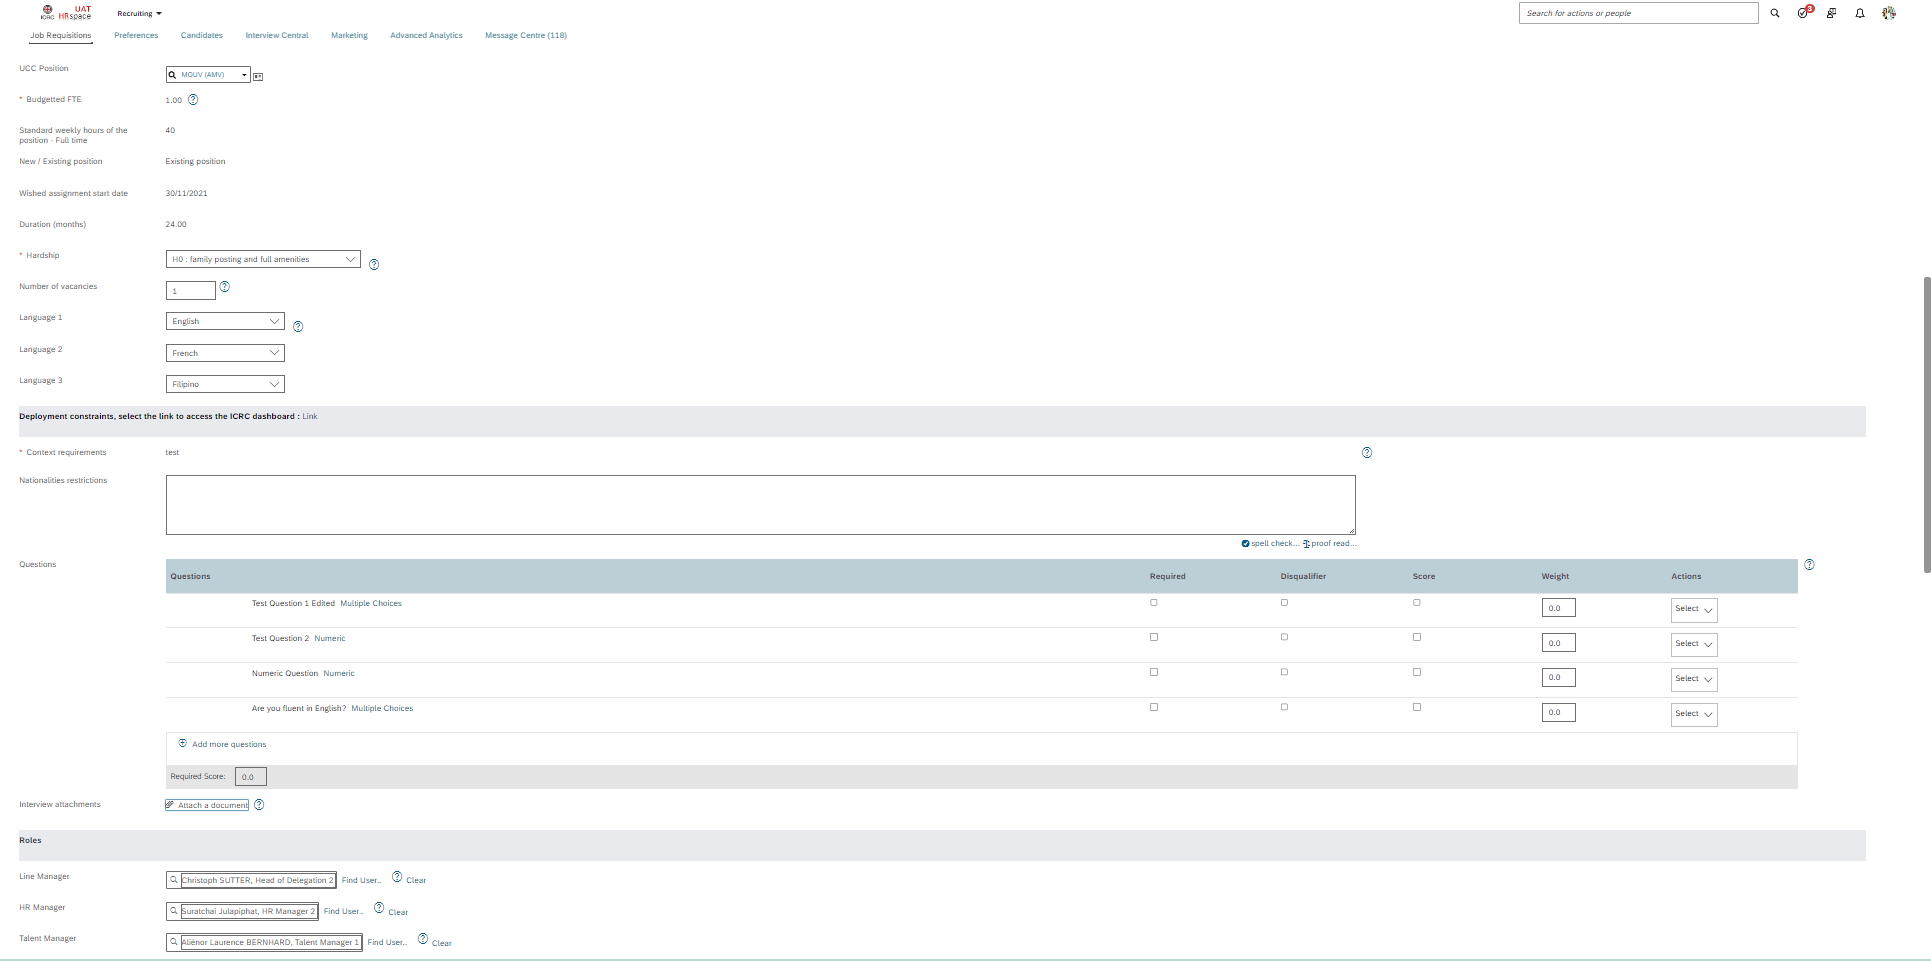 ICRC UAT HRspace Recruiting Search for actions or people 3
Job Requisitions Preferences Candidates Interview Central Marketing Advanced Analytics Message Centre (118)
UCC Position MOUV (AMV)
* Budgetted FTE 1.00
Standard weekly hours of the position - Full time 40
New / Existing position Existing position
Wished assignment start date 30/11/2021
Duration (months) 24.00
* Hardship H0 : family posting and full amenities
Number of vacancies 1
Language 1 English
Language 2 French
Language 3 Filipino
Deployment constraints, select the link to access the ICRC dashboard : Link
* Context requirements test
Nationalities restrictions
spell check... proof read...
Questions
Questions Required Disqualifier Score Weight Actions
Test Question 1 Edited Multiple Choices 0.0 Select
Test Question 2 Numeric 0.0 Select
Numeric Question Numeric 0.0 Select
Are you fluent in English? Multiple Choices 0.0 Select
Add more questions
Required Score: 0.0
Interview attachments Attach a document
Roles
Line Manager Christoph SUTTER, Head of Delegation 2 Find User.. Clear
HR Manager Suratchai Julapiphat, HR Manager 2 Find User.. Clear
Talent Manager Aliénor Laurence BERNHARD, Talent Manager 1 Find User.. Clear